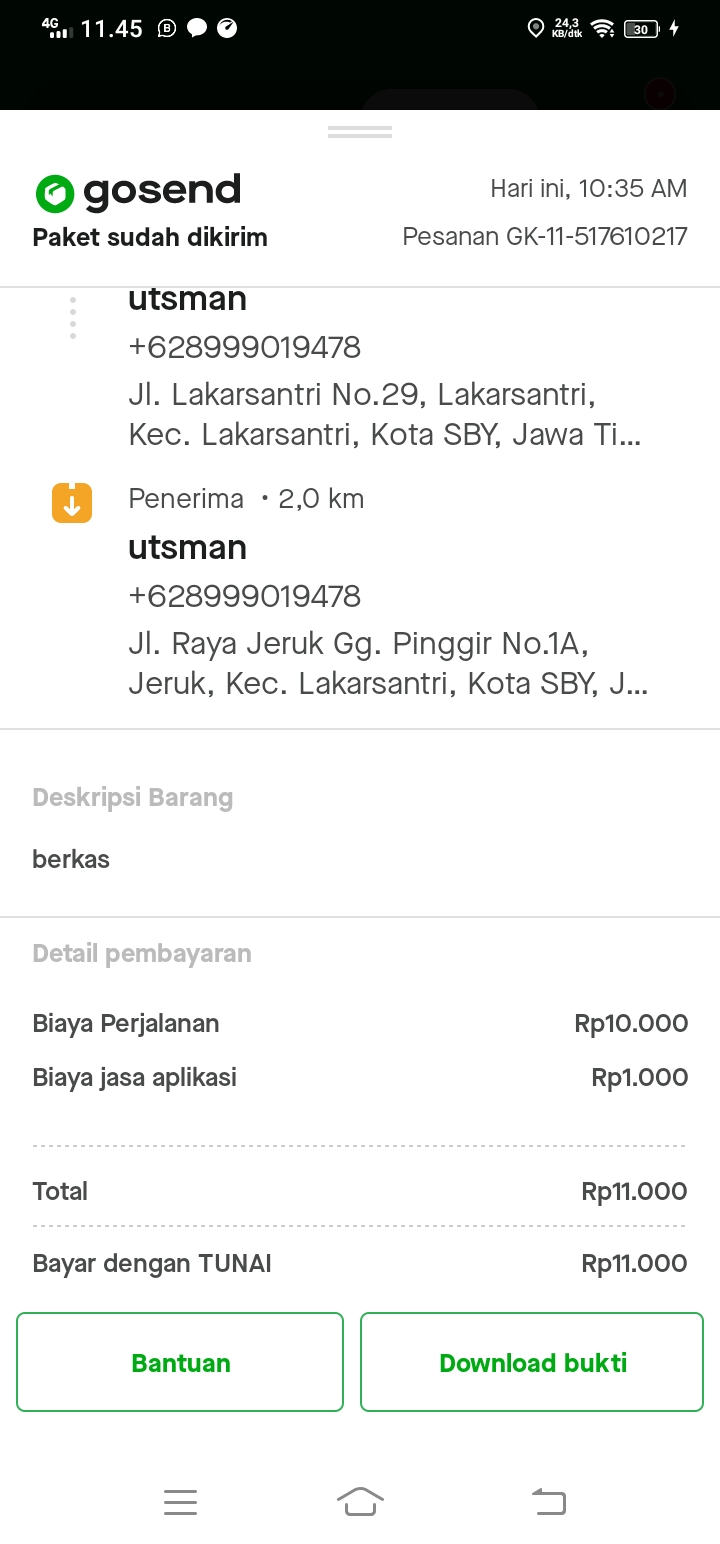 4G 11.45 B 24,3 KB/dtk 30
gosend
Hari ini, 10:35 AM
Paket sudah dikirim
Pesanan GK-11-517610217
utsman
+628999019478
Jl. Lakarsantri No.29, Lakarsantri,
Kec. Lakarsantri, Kota SBY, Jawa Ti...
Penerima • 2,0 km
utsman
+628999019478
Jl. Raya Jeruk Gg. Pinggir No.1A,
Jeruk, Kec. Lakarsantri, Kota SBY, J...
Deskripsi Barang
berkas
Detail pembayaran
Biaya Perjalanan Rp10.000
Biaya jasa aplikasi Rp1.000
Total Rp11.000
Bayar dengan TUNAI Rp11.000
Bantuan Download bukti